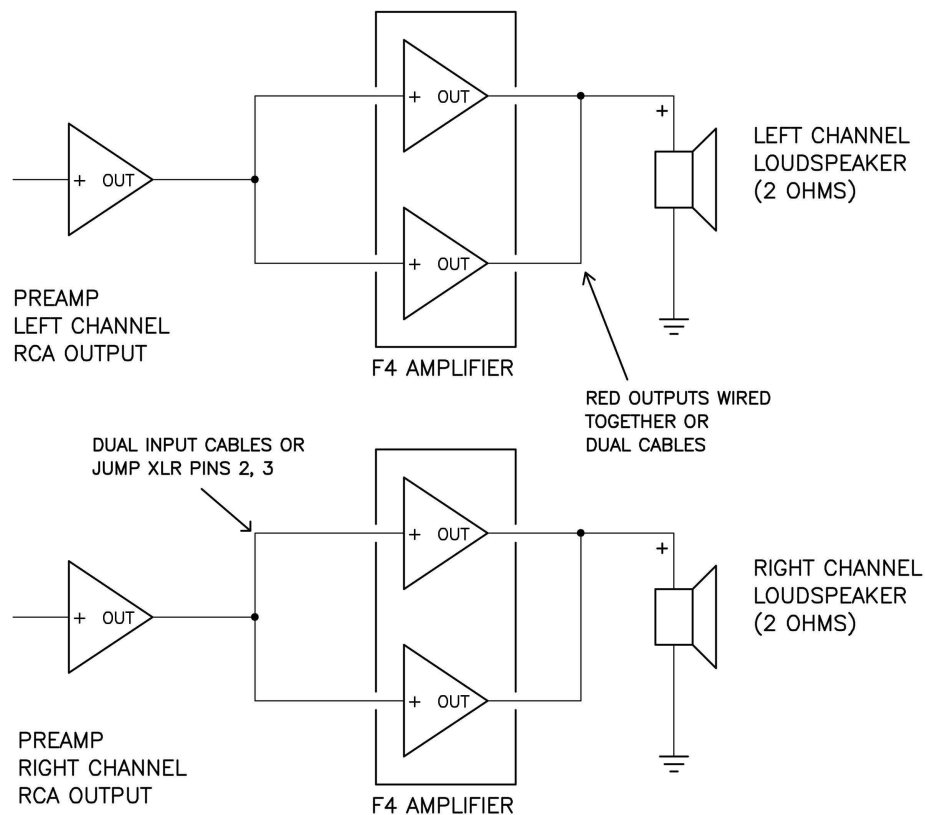 + OUT
+ OUT
+ OUT
+
LEFT CHANNEL
LOUDSPEAKER
(2 OHMS)
PREAMP
LEFT CHANNEL
RCA OUTPUT
F4 AMPLIFIER
RED OUTPUTS WIRED
TOGETHER OR
DUAL CABLES
DUAL INPUT CABLES OR
JUMP XLR PINS 2, 3
+ OUT
+ OUT
+ OUT
+
RIGHT CHANNEL
LOUDSPEAKER
(2 OHMS)
PREAMP
RIGHT CHANNEL
RCA OUTPUT
F4 AMPLIFIER